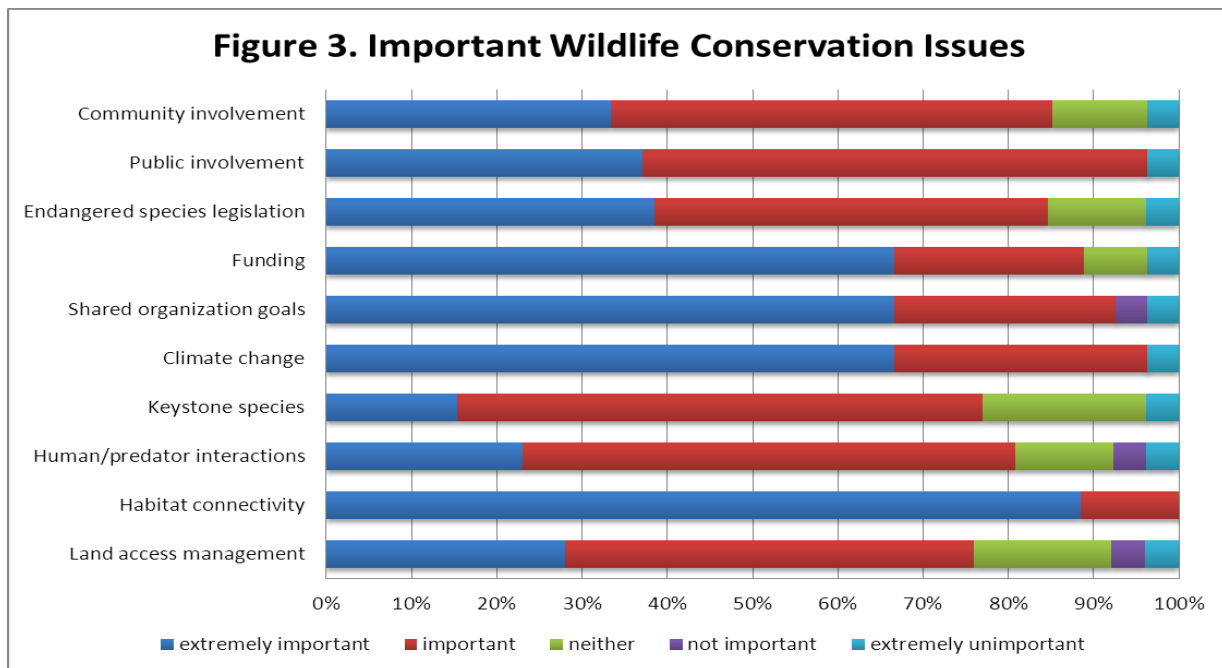 Figure 3. Important Wildlife Conservation Issues
Community involvement
Public involvement
Endangered species legislation
Funding
Shared organization goals
Climate change
Keystone species
Human/predator interactions
Habitat connectivity
Land access management
0% 10% 20% 30% 40% 50% 60% 70% 80% 90% 100%
extremely important important neither not important extremely unimportant